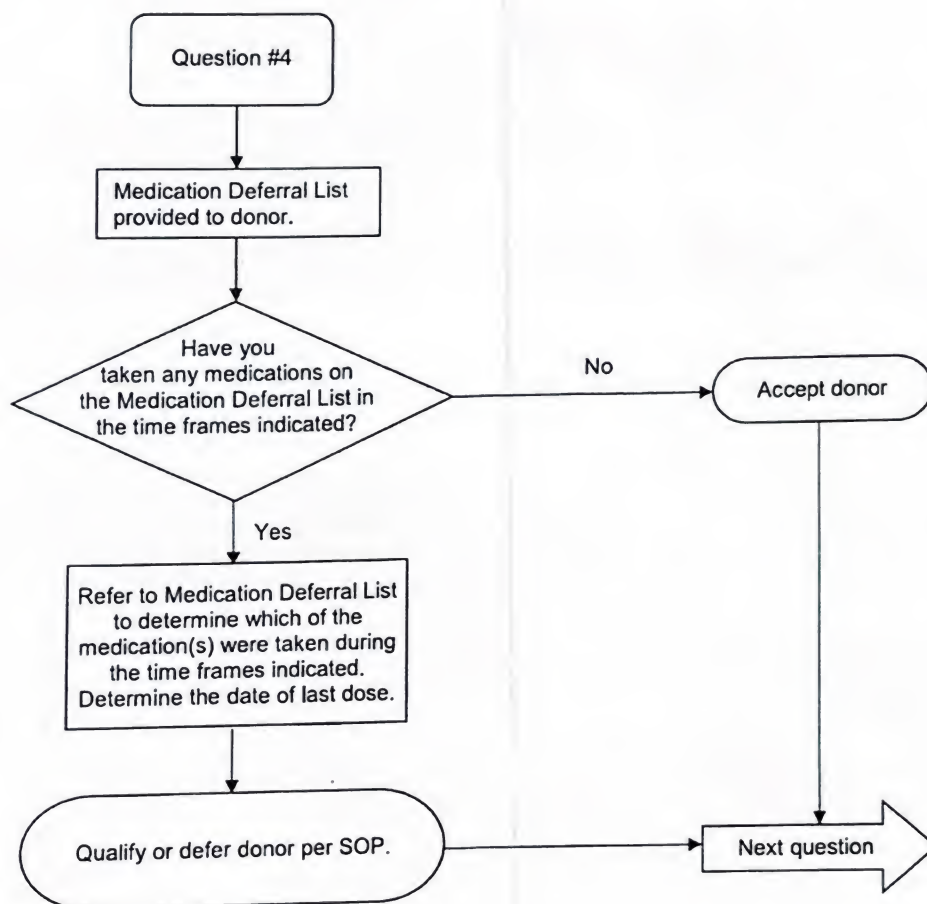 Question #4
Medication Deferral List
provided to donor.
Have you
taken any medications on
the Medication Deferral List in
the time frames indicated?
No
Accept donor
Yes
Refer to Medication Deferral List
to determine which of the
medication(s) were taken during
the time frames indicated.
Determine the date of last dose.
Qualify or defer donor per SOP.
Next question